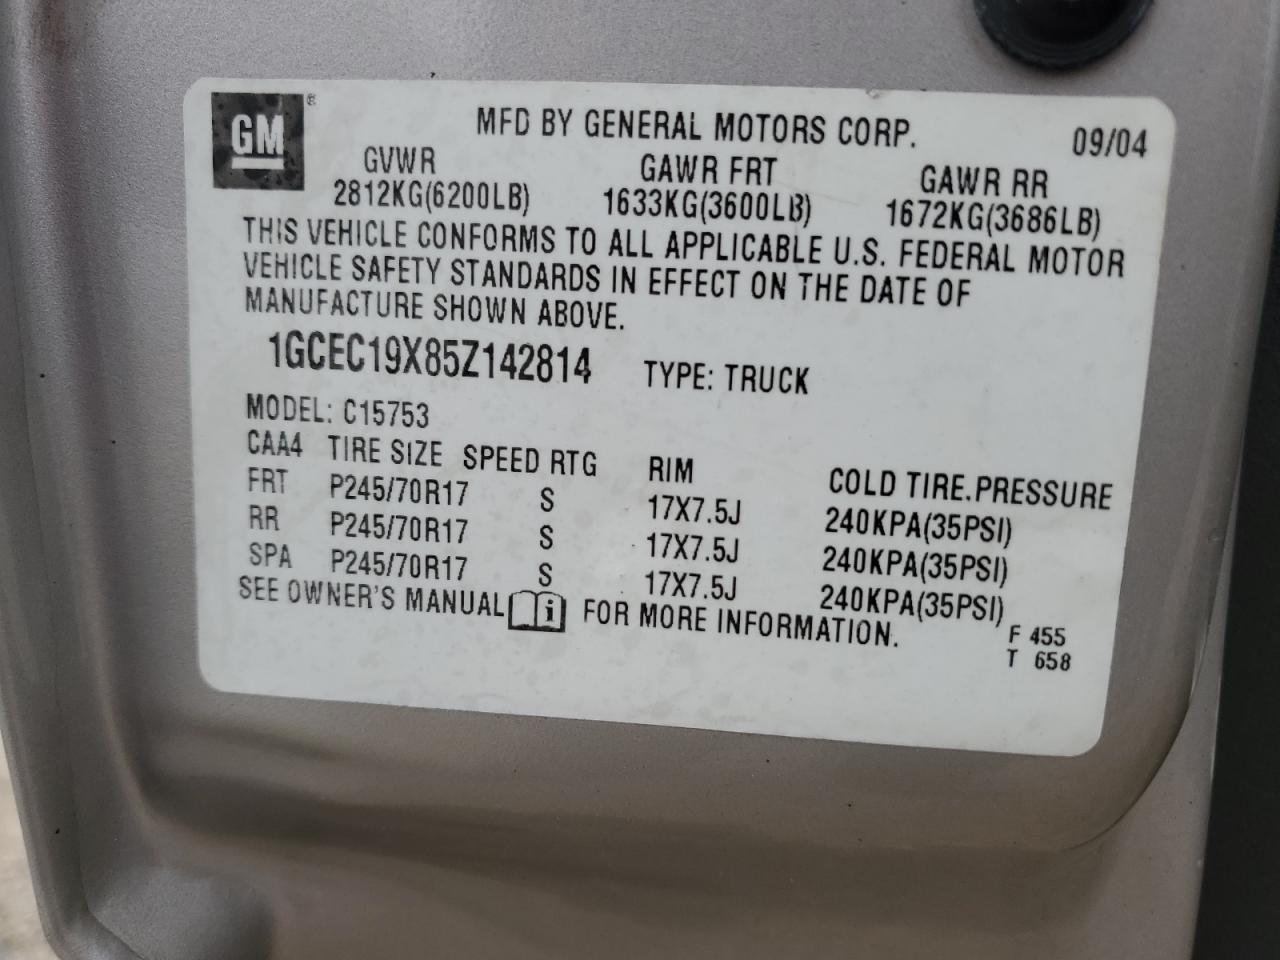 GM®
MFD BY GENERAL MOTORS CORP. 09/04
GVWR GAWR FRT GAWR RR
2812KG(6200LB) 1633KG(3600LB) 1672KG(3686LB)
THIS VEHICLE CONFORMS TO ALL APPLICABLE U.S. FEDERAL MOTOR
VEHICLE SAFETY STANDARDS IN EFFECT ON THE DATE OF
MANUFACTURE SHOWN ABOVE.
1GCEC19X85Z142814 TYPE: TRUCK
MODEL: C15753
CAA4 TIRE SIZE SPEED RTG RIM COLD TIRE.PRESSURE
FRT P245/70R17 S 17X7.5J 240KPA(35PSI)
RR P245/70R17 S 17X7.5J 240KPA(35PSI)
SPA P245/70R17 S 17X7.5J 240KPA(35PSI)
SEE OWNER'S MANUAL i FOR MORE INFORMATION.
F 455
T 658